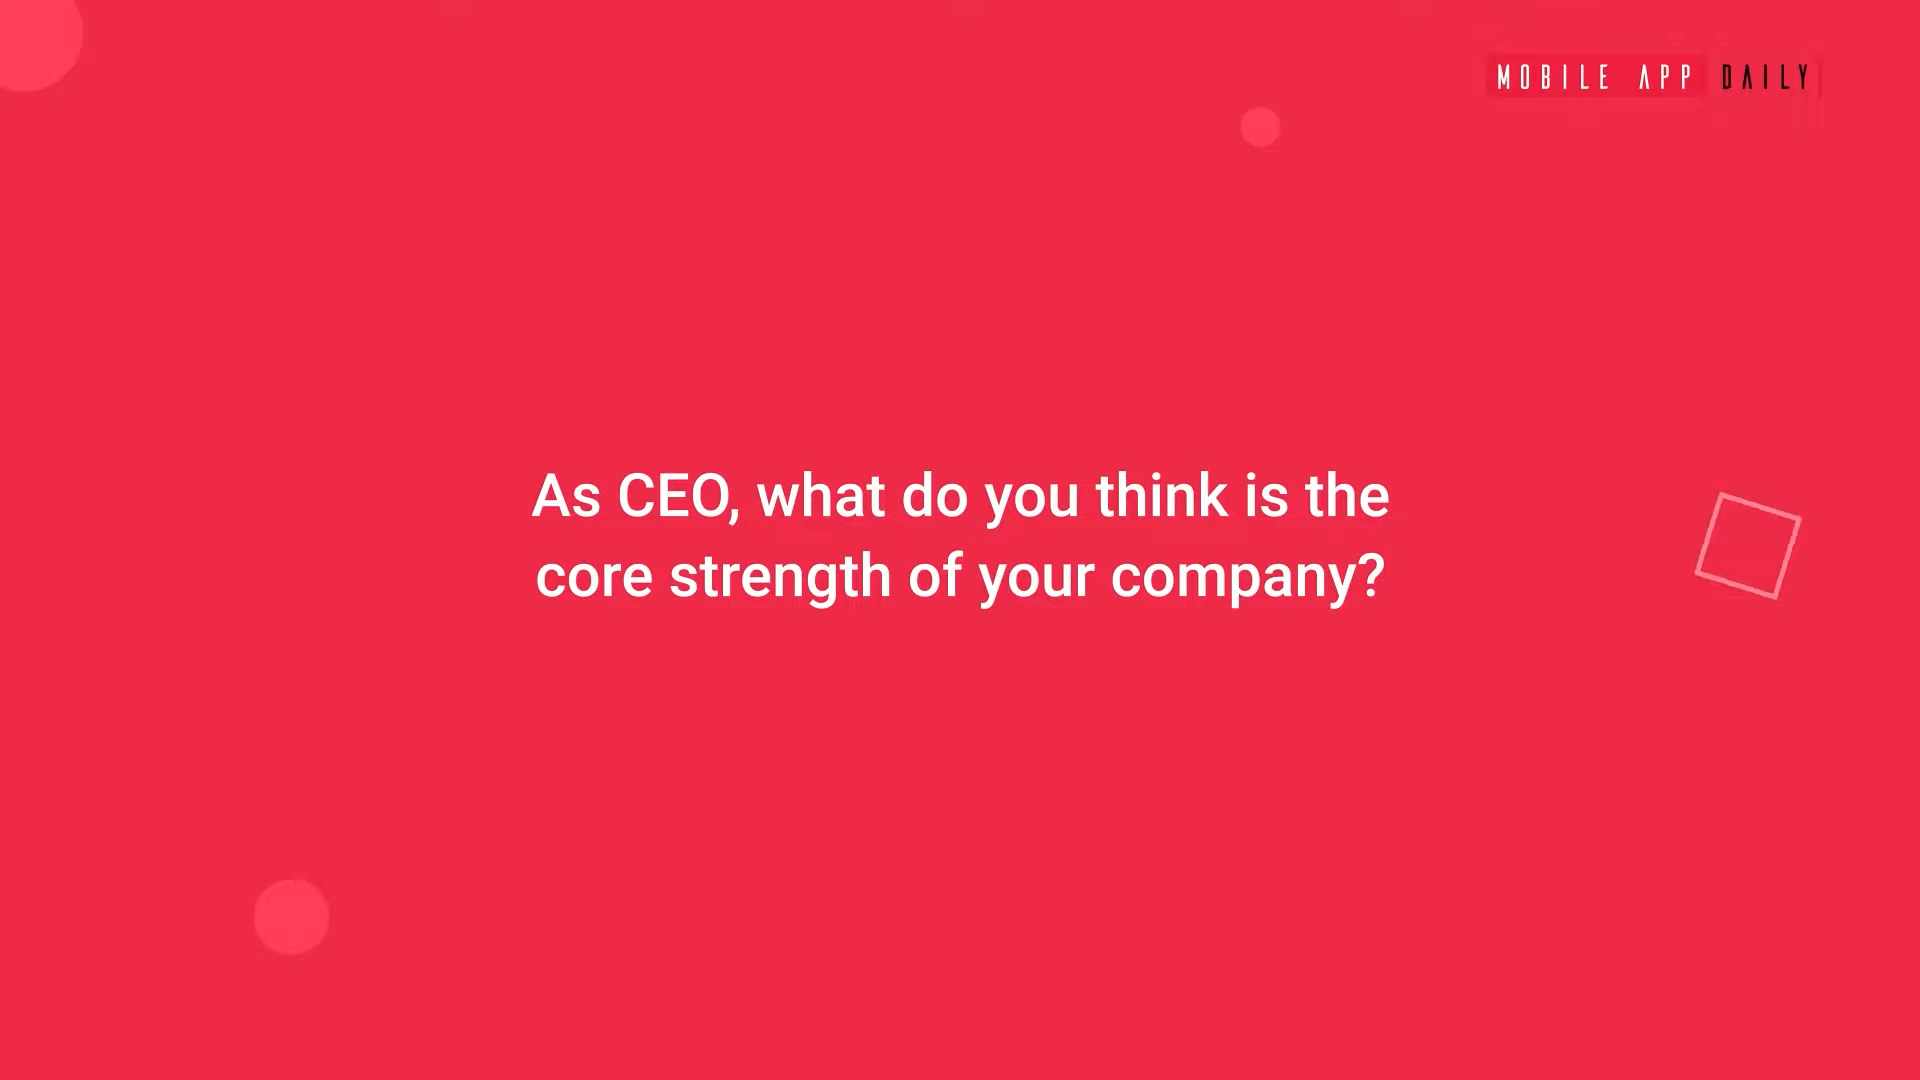 MOBILE APP DAILY
As CEO, what do you think is the
core strength of your company?